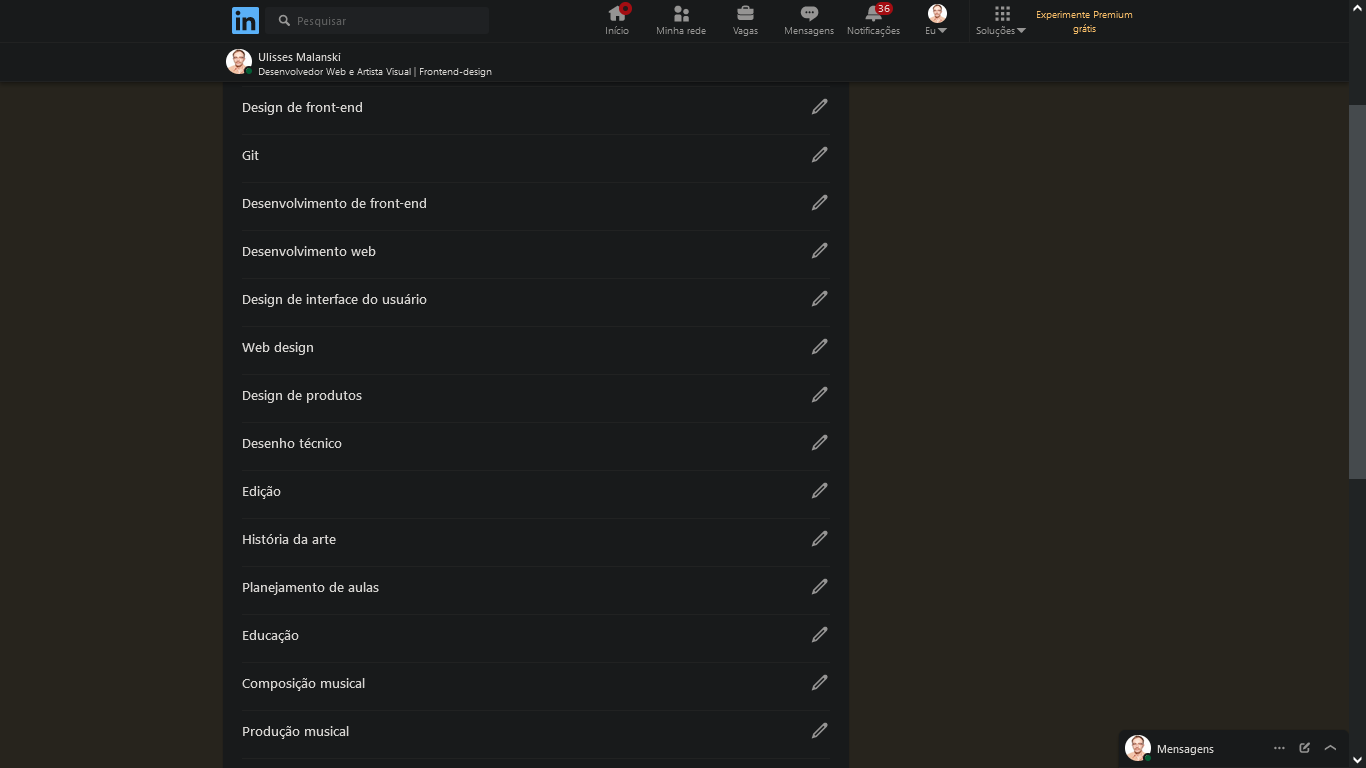 in
Pesquisar
Início
Minha rede
Vagas
Mensagens
36
Notificações
Eu
Soluções
Experimente Premium
grátis
Ulisses Malanski
Desenvolvedor Web e Artista Visual | Frontend-design
Design de front-end
Git
Desenvolvimento de front-end
Desenvolvimento web
Design de interface do usuário
Web design
Design de produtos
Desenho técnico
Edição
História da arte
Planejamento de aulas
Educação
Composição musical
Produção musical
Mensagens